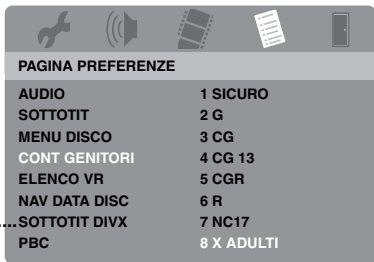 PAGINA PREFERENZE
AUDIO 1 SICURO
SOTTOTIT 2 G
MENU DISCO 3 CG
CONT GENITORI 4 CG 13
ELENCO VR 5 CGR
NAV DATA DISC 6 R
....SOTTOTIT DIVX 7 NC17
PBC 8 X ADULTI